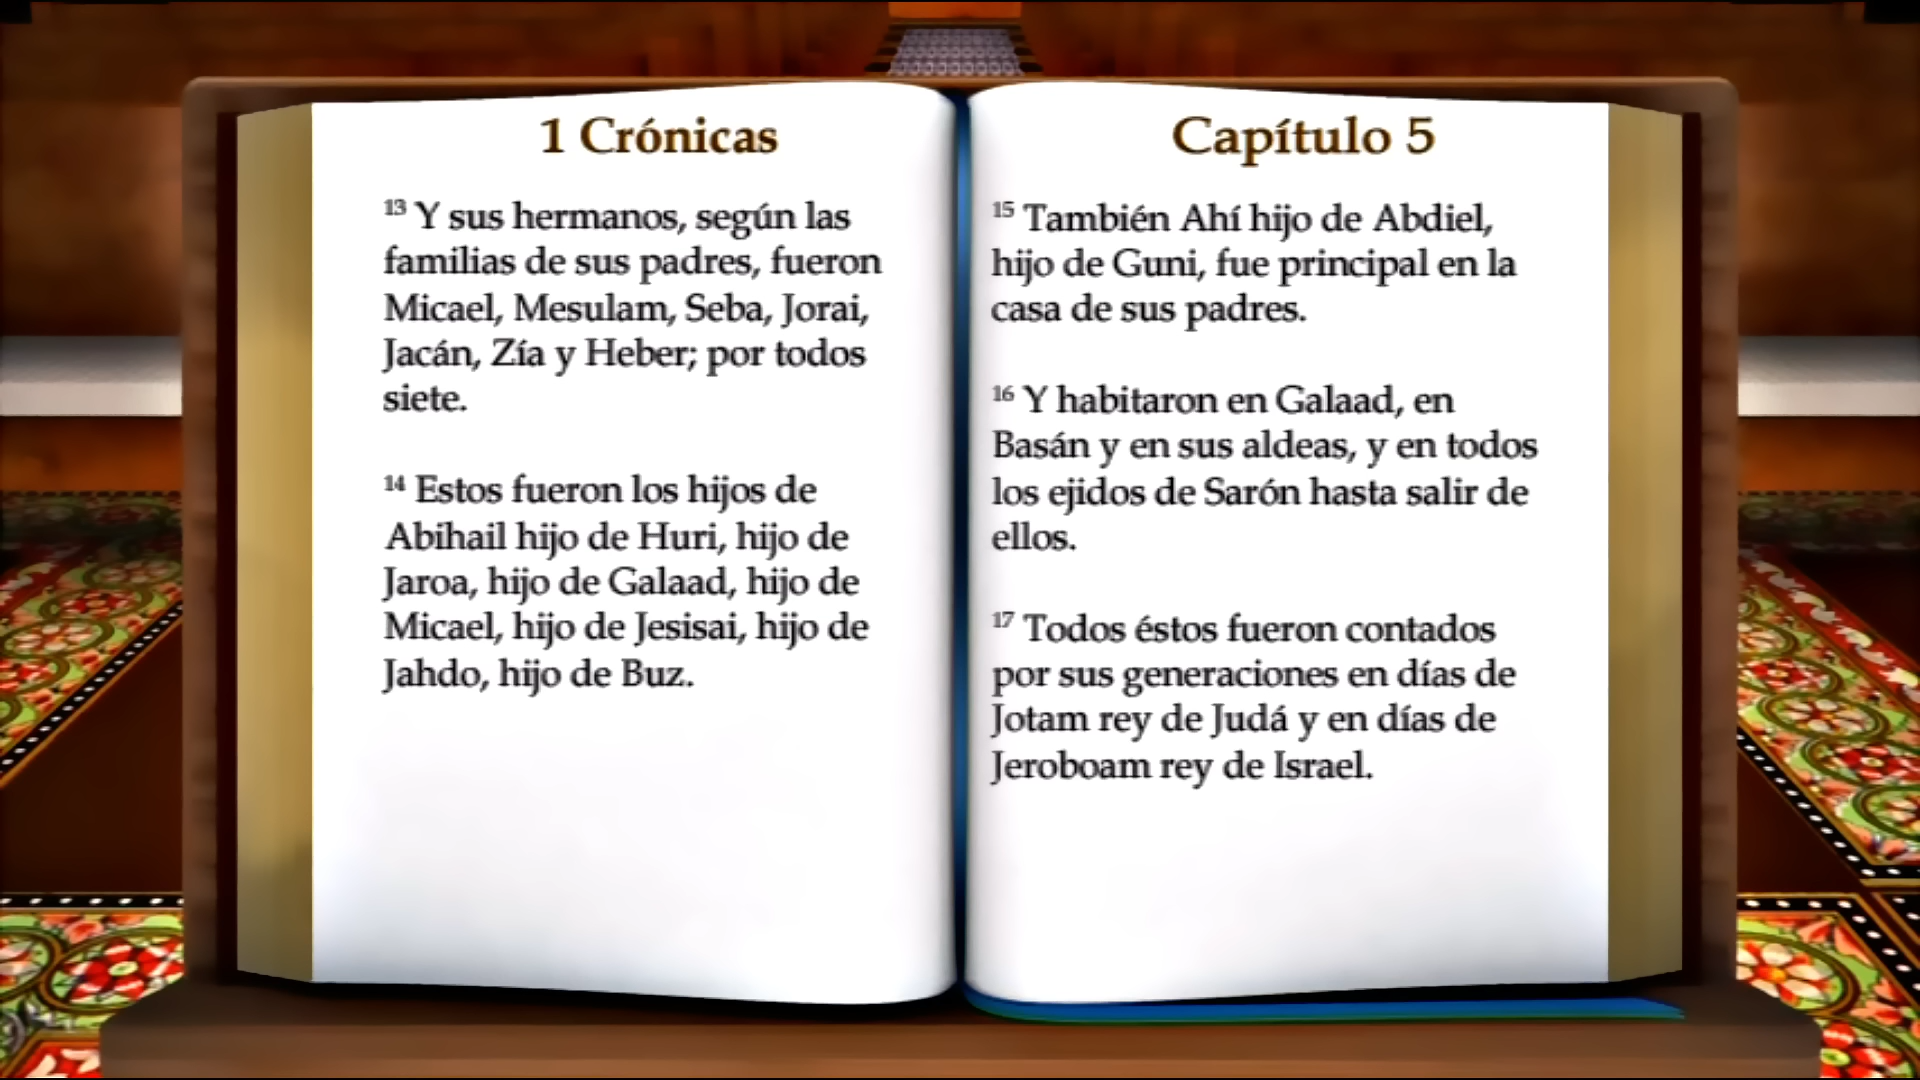 1 Crónicas
13 Y sus hermanos, según las
familias de sus padres, fueron
Micael, Mesulam, Seba, Jorai,
Jacán, Zía y Heber; por todos
siete.
14 Estos fueron los hijos de
Abihail hijo de Huri, hijo de
Jaroa, hijo de Galaad, hijo de
Micael, hijo de Jesisai, hijo de
Jahdo, hijo de Buz.
Capítulo 5
15 También Ahí hijo de Abdiel,
hijo de Guni, fue principal en la
casa de sus padres.
16 Y habitaron en Galaad, en
Basán y en sus aldeas, y en todos
los ejidos de Sarón hasta salir de
ellos.
17 Todos éstos fueron contados
por sus generaciones en días de
Jotam rey de Judá y en días de
Jeroboam rey de Israel.